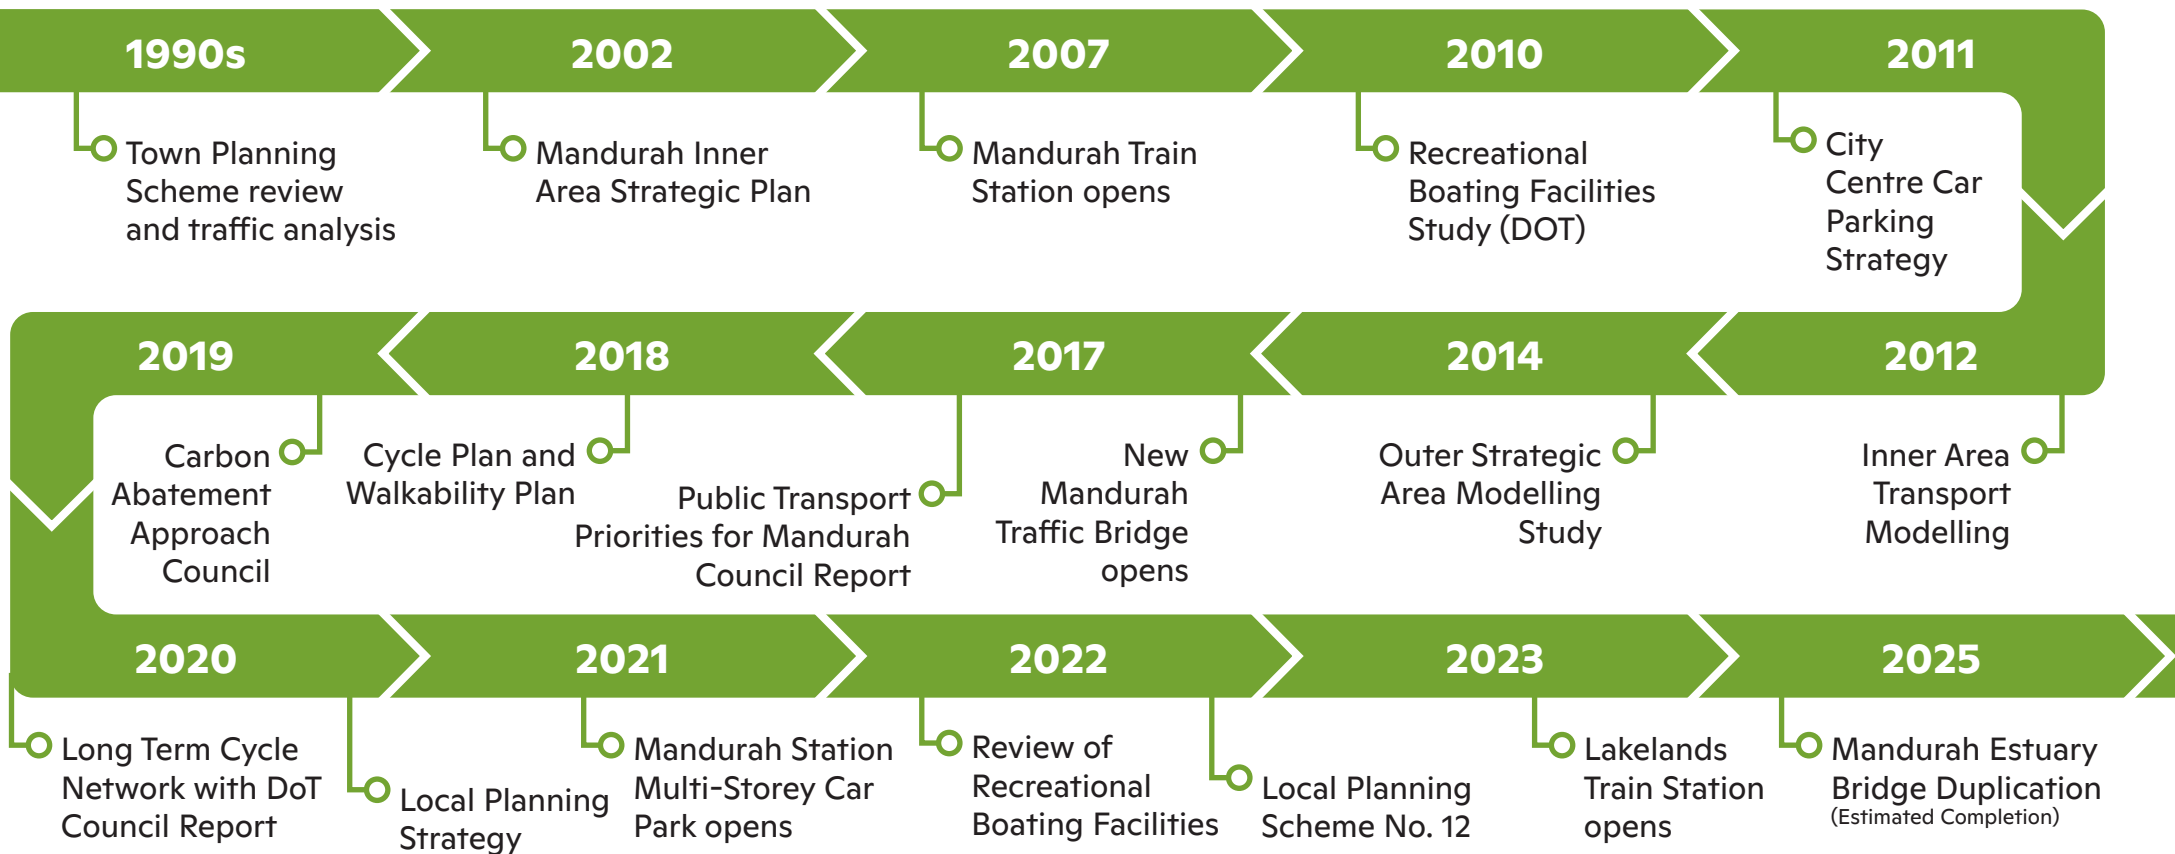 1990s
Town Planning
Scheme review
and traffic analysis
2002
Mandurah Inner
Area Strategic Plan
2007
Mandurah Train
Station opens
2010
Recreational
Boating Facilities
Study (DOT)
2011
City
Centre Car
Parking
Strategy
2012
Inner Area
Transport
Modelling
2014
Outer Strategic
Area Modelling
Study
2017
New
Mandurah
Traffic Bridge
opens
Public Transport
Priorities for Mandurah
Council Report
2018
Cycle Plan and
Walkability Plan
2019
Carbon
Abatement
Approach
Council
2020
Long Term Cycle
Network with DoT
Council Report
Local Planning
Strategy
2021
Mandurah Station
Multi-Storey Car
Park opens
2022
Review of
Recreational
Boating Facilities
Local Planning
Scheme No. 12
2023
Lakelands
Train Station
opens
2025
Mandurah Estuary
Bridge Duplication
(Estimated Completion)